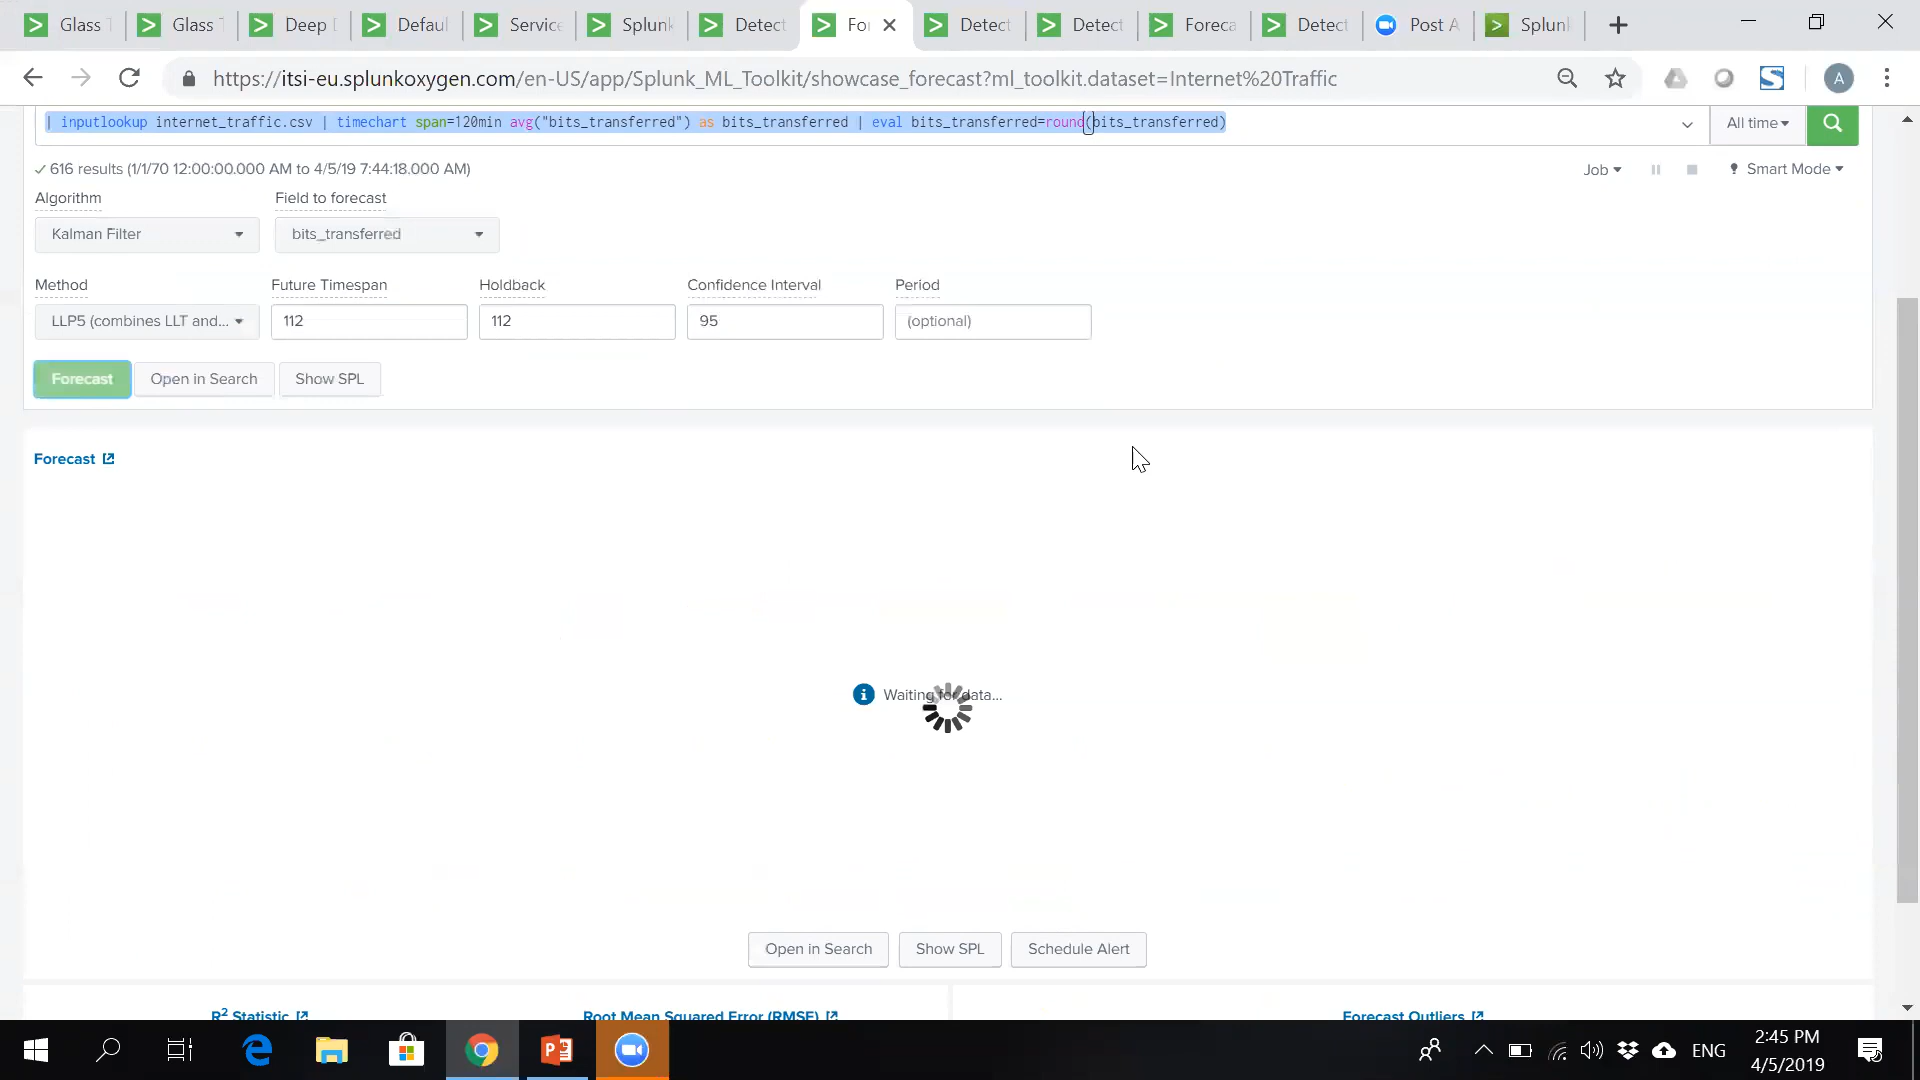 Glass T
Glass T
Deep
Defaul
Service
Splunk
Detect
For
Detect
Detect
Foreca
Detect
Post A
Splunk
https://itsi-eu.splunkoxygen.com/en-US/app/Splunk_ML_Toolkit/showcase_forecast?ml_toolkit.dataset=Internet%20Traffic
A
| inputlookup internet_traffic.csv | timechart span=120min avg("bits_transferred") as bits_transferred | eval bits_transferred=round(bits_transferred)
All time
616 results (1/1/70 12:00:00.000 AM to 4/5/19 7:44:18.000 AM)
Job
Smart Mode
Algorithm
Field to forecast
Kalman Filter
bits_transferred
Method
Future Timespan
Holdback
Confidence Interval
Period
LLP5 (combines LLT and...
112
112
95
(optional)
Forecast
Open in Search
Show SPL
Forecast
Waiting for data...
Open in Search
Show SPL
Schedule Alert
R² Statistic
Root Mean Squared Error (RMSE)
Forecast Outliers
ENG
2:45 PM
4/5/2019